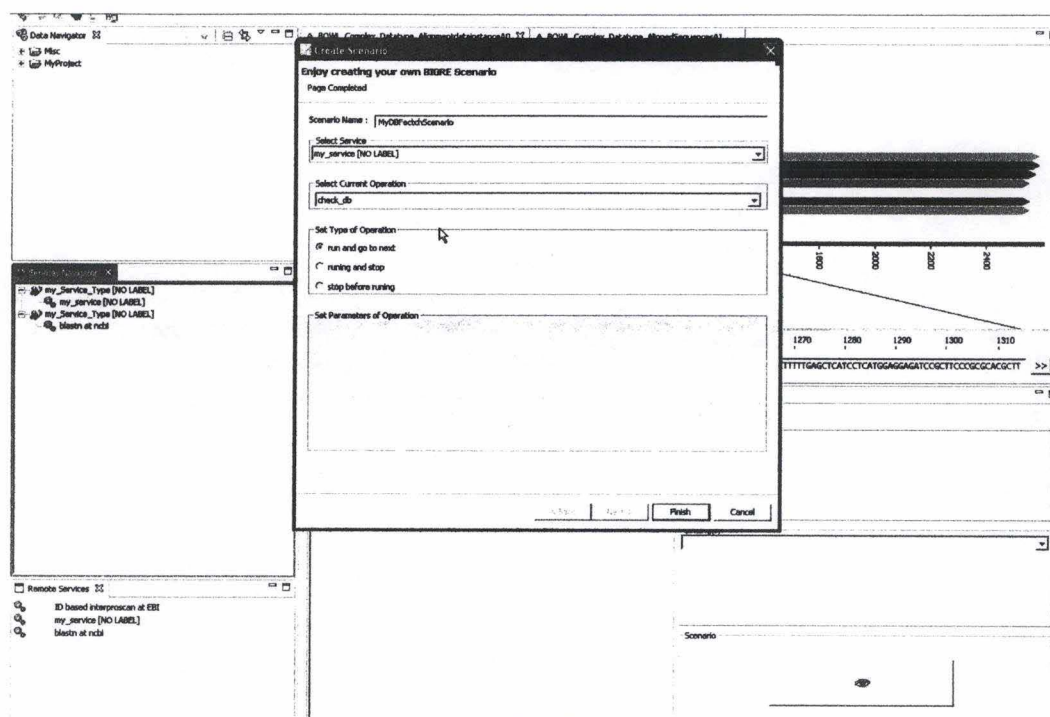 Data Navigator
Misc
MyProject
BOWL_Complex_Datatype_
BOWL_Complex_Datatype_
Create Scenario
Enjoy creating your own BIGRE Scenario
Page Completed
Scenario Name :
Select Service
my_service [NO LABEL]
Select Current Operation
check_db
Set Type of Operation
run and go to next
runing and stop
stop before runing
Set Parameters of Operation
Finish
Cancel
1800
2000
2200
2400
1270
1280
1290
1300
1310
>>
Services Navigator
my_Service_Type [NO LABEL]
my_service [NO LABEL]
my_Service_Type [NO LABEL]
blastn at ncbi
Remote Services
ID based interproscan at EBI
my_service [NO LABEL]
blastn at ncbi
Scenario